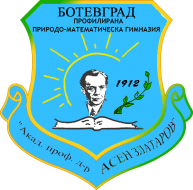 БОТЕВГРАД
ПРОФИЛИРАНА
ПРИРОДО-МАТЕМАТИЧЕСКА ГИМНАЗИЯ
1912
"Акад. проф. д-р АСЕН ЗЛАТАРОВ"